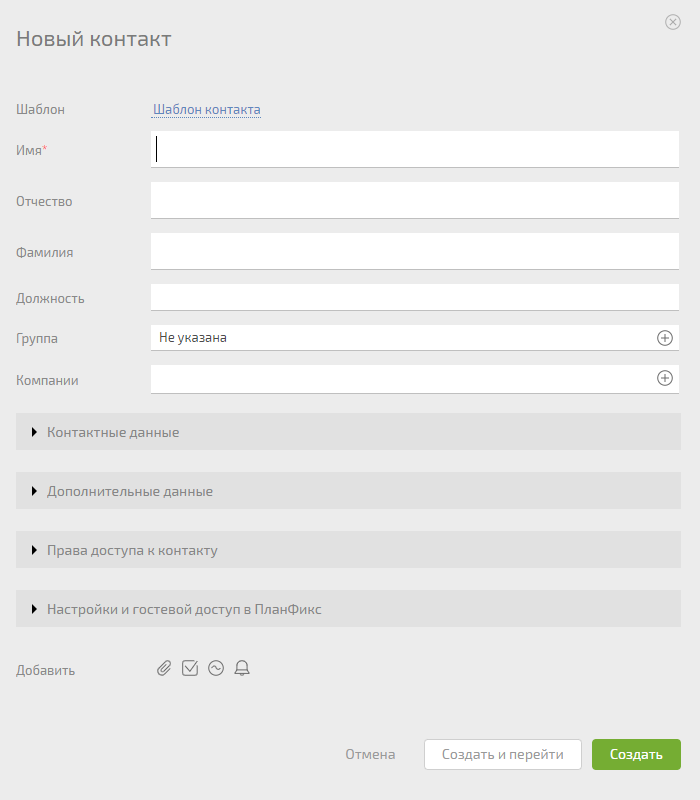 Новый контакт
Шаблон Шаблон контакта
Имя*
Отчество
Фамилия
Должность
Группа Не указана
Компании
Контактные данные
Дополнительные данные
Права доступа к контакту
Настройки и гостевой доступ в ПланФикс
Добавить
Отмена Создать и перейти Создать